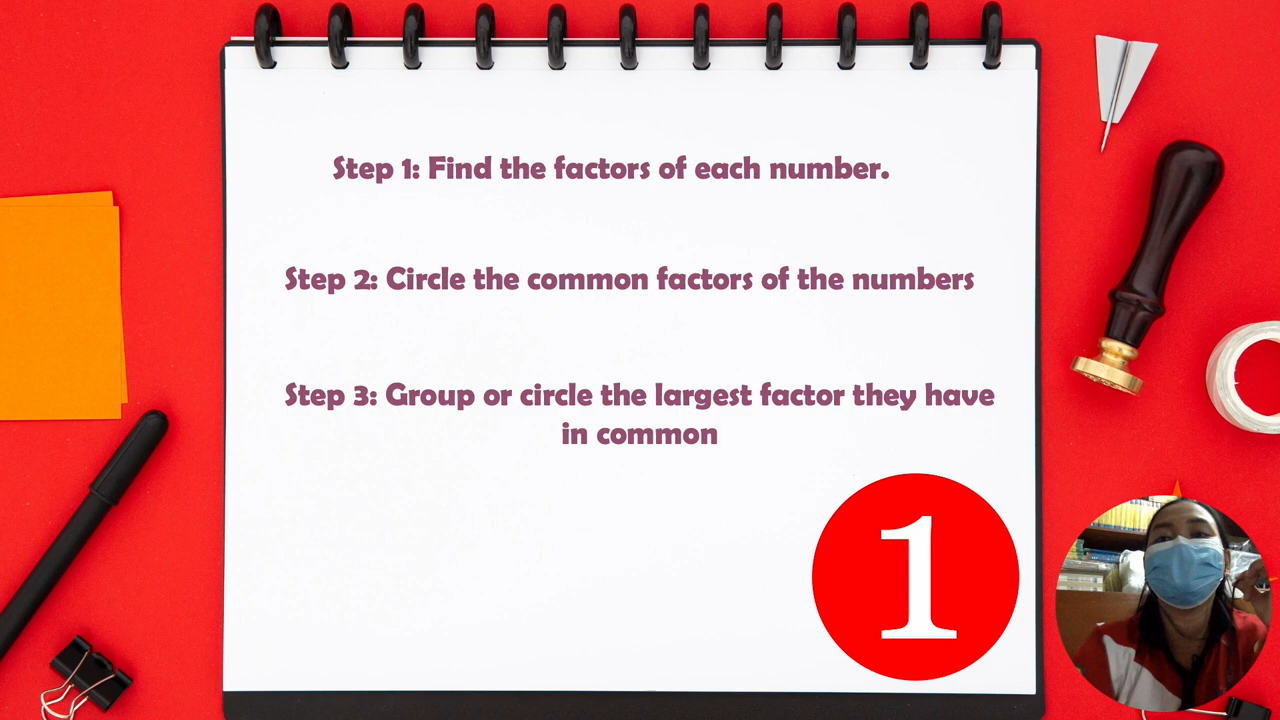 Step 1: Find the factors of each number.
Step 2: Circle the common factors of the numbers
Step 3: Group or circle the largest factor they have
in common
1